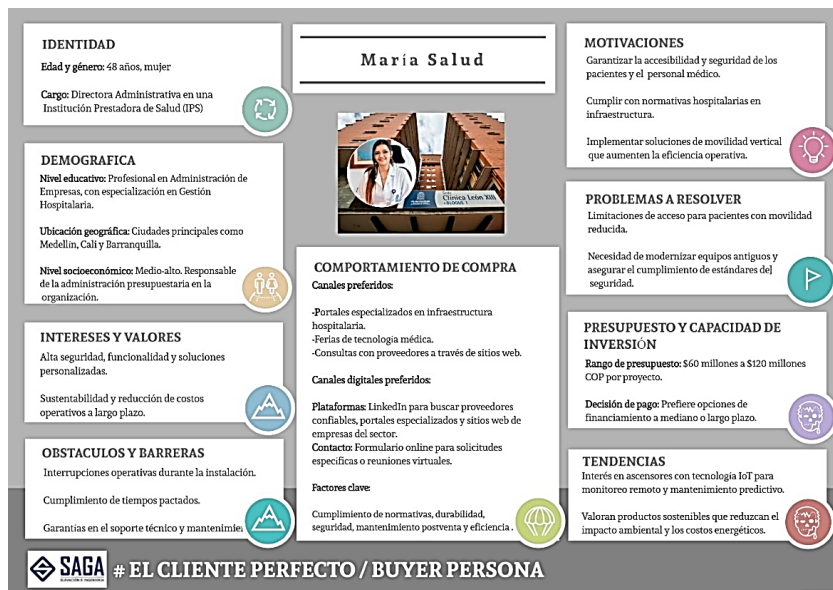 IDENTIDAD
Edad y género: 48 años, mujer
Cargo: Directora Administrativa en una
Institución Prestadora de Salud (IPS)
DEMOGRAFICA
Nivel educativo: Profesional en Administración de
Empresas, con especialización en Gestión
Hospitalaria.
Ubicación geográfica: Ciudades principales como
Medellín, Cali y Barranquilla.
Nivel socioeconómico: Medio-alto. Responsable
de la administración presupuestaria en la
organización.
INTERESES Y VALORES
Alta seguridad, funcionalidad y soluciones
personalizadas.
Sustentabilidad y reducción de costos
operativos a largo plazo.
OBSTACULOS Y BARRERAS
Interrupciones operativas durante la instalación.
Cumplimiento de tiempos pactados.
Garantías en el soporte técnico y mantenimie
María Salud
Clínica León XIII
COMPORTAMIENTO DE COMPRA
Canales preferidos:
-Portales especializados en infraestructura
hospitalaria.
-Ferias de tecnología médica.
-Consultas con proveedores a través de sitios web.
Canales digitales preferidos:
Plataformas: LinkedIn para buscar proveedores
confiables, portales especializados y sitios web de
empresas del sector.
Contacto: Formulario online para solicitudes
específicas o reuniones virtuales.
Factores clave:
Cumplimiento de normativas, durabilidad,
seguridad, mantenimiento postventa y eficiencia .
MOTIVACIONES
Garantizar la accesibilidad y seguridad de los
pacientes y el personal médico.
Cumplir con normativas hospitalarias en
infraestructura.
Implementar soluciones de movilidad vertical
que aumenten la eficiencia operativa.
PROBLEMAS A RESOLVER
Limitaciones de acceso para pacientes con movilidad
reducida.
Necesidad de modernizar equipos antiguos y
asegurar el cumplimiento de estándares del
seguridad.
PRESUPUESTO Y CAPACIDAD DE
INVERSIÓN
Rango de presupuesto: $60 millones a $120 millones
COP por proyecto.
Decisión de pago: Prefiere opciones de
financiamiento a mediano o largo plazo.
TENDENCIAS
Interés en ascensores con tecnología IoT para
monitoreo remoto y mantenimiento predictivo.
Valoran productos sostenibles que reduzcan el
impacto ambiental y los costos energéticos.
SAGA
# EL CLIENTE PERFECTO / BUYER PERSONA